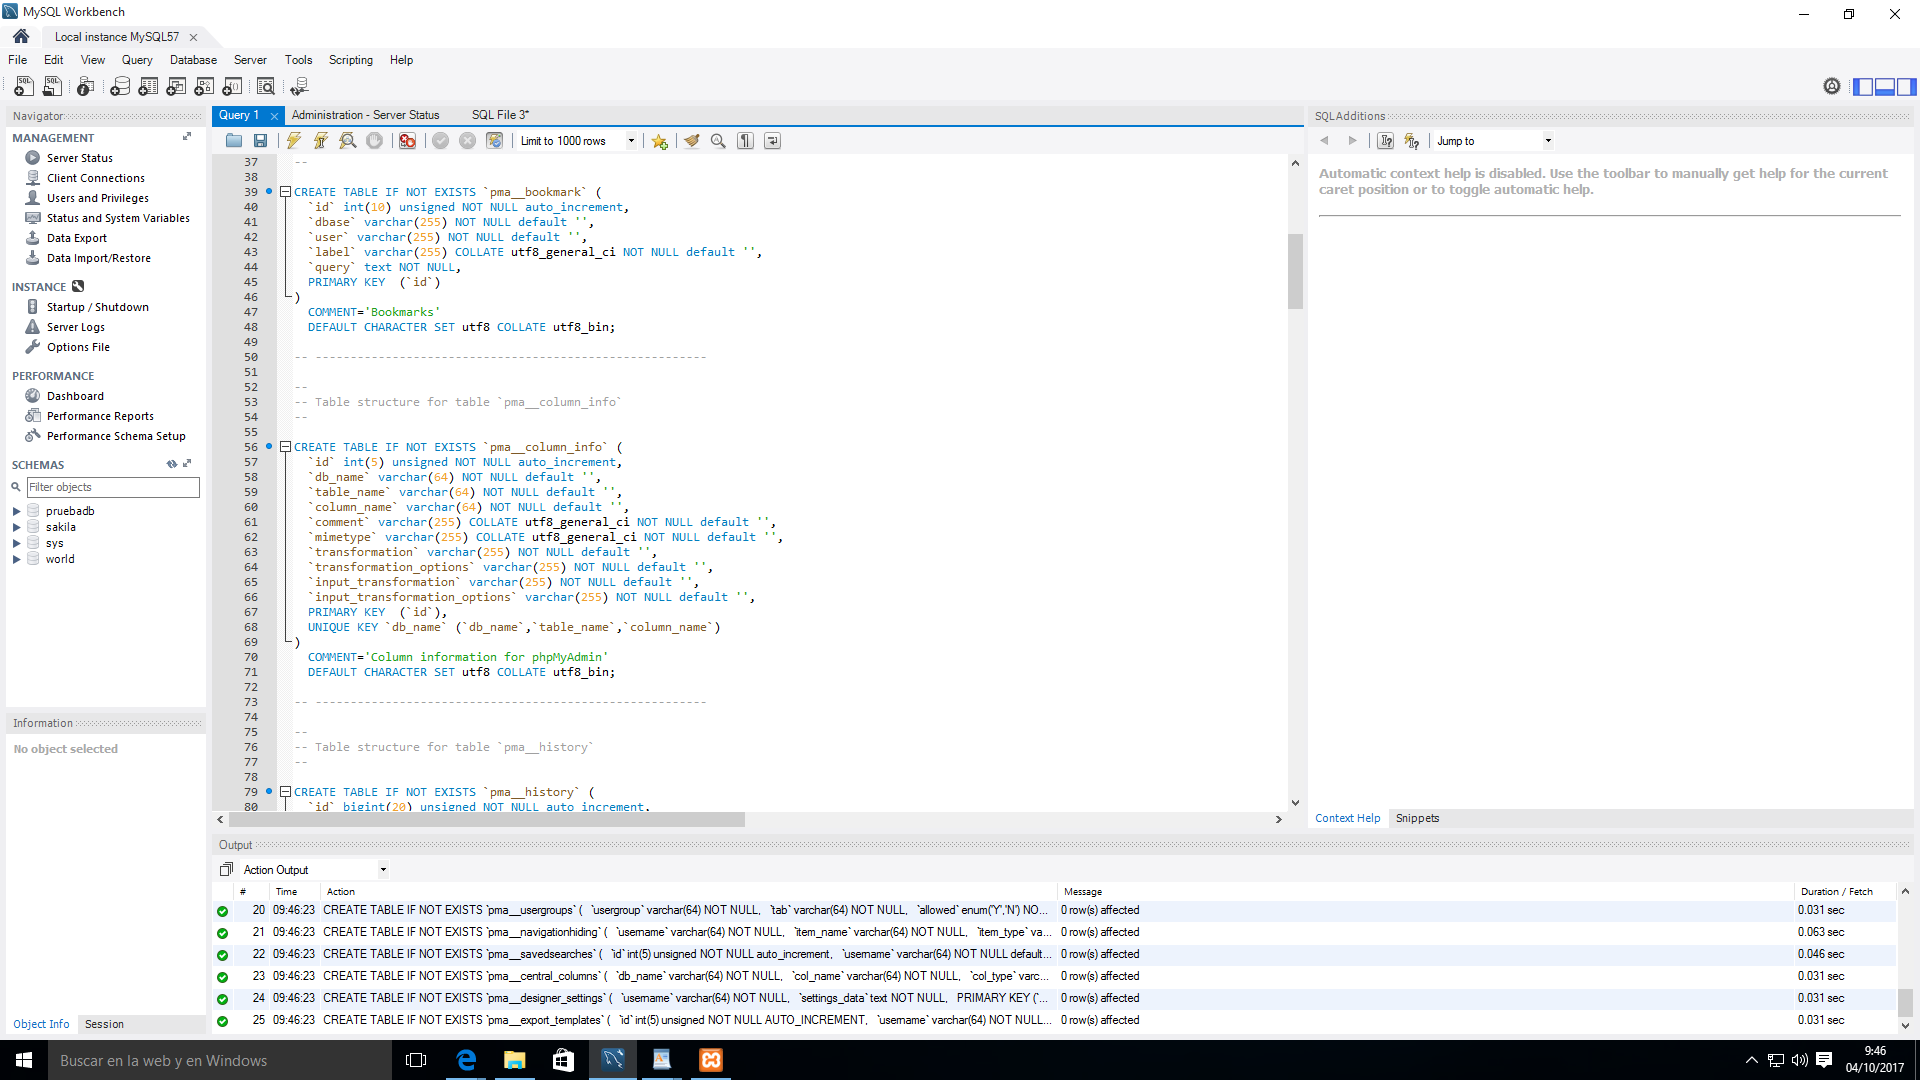 MySQL Workbench
Local instance MySQL57
File Edit View Query Database Server Tools Scripting Help
Navigator
MANAGEMENT
Server Status
Client Connections
Users and Privileges
Status and System Variables
Data Export
Data Import/Restore
INSTANCE
Startup / Shutdown
Server Logs
Options File
PERFORMANCE
Dashboard
Performance Reports
Performance Schema Setup
SCHEMAS
Filter objects
pruebadb
sakila
sys
world
Information
No object selected
Object Info Session
Query 1 Administration - Server Status SQL File 3*
Limit to 1000 rows
37 --
38
39 CREATE TABLE IF NOT EXISTS `pma__bookmark` (
40 `id` int(10) unsigned NOT NULL auto_increment,
41 `dbase` varchar(255) NOT NULL default '',
42 `user` varchar(255) NOT NULL default '',
43 `label` varchar(255) COLLATE utf8_general_ci NOT NULL default '',
44 `query` text NOT NULL,
45 PRIMARY KEY  (`id`)
46 )
47 COMMENT='Bookmarks'
48 DEFAULT CHARACTER SET utf8 COLLATE utf8_bin;
49
50 -- --------------------------------------------------------
51
52 --
53 -- Table structure for table `pma__column_info`
54 --
55
56 CREATE TABLE IF NOT EXISTS `pma__column_info` (
57 `id` int(5) unsigned NOT NULL auto_increment,
58 `db_name` varchar(64) NOT NULL default '',
59 `table_name` varchar(64) NOT NULL default '',
60 `column_name` varchar(64) NOT NULL default '',
61 `comment` varchar(255) COLLATE utf8_general_ci NOT NULL default '',
62 `mimetype` varchar(255) COLLATE utf8_general_ci NOT NULL default '',
63 `transformation` varchar(255) NOT NULL default '',
64 `transformation_options` varchar(255) NOT NULL default '',
65 `input_transformation` varchar(255) NOT NULL default '',
66 `input_transformation_options` varchar(255) NOT NULL default '',
67 PRIMARY KEY  (`id`),
68 UNIQUE KEY `db_name` (`db_name`,`table_name`,`column_name`)
69 )
70 COMMENT='Column information for phpMyAdmin'
71 DEFAULT CHARACTER SET utf8 COLLATE utf8_bin;
72
73 -- --------------------------------------------------------
74
75 --
76 -- Table structure for table `pma__history`
77 --
78
79 CREATE TABLE IF NOT EXISTS `pma__history` (
80 `id` bigint(20) unsigned NOT NULL auto_increment,
SQLAdditions
Jump to
Automatic context help is disabled. Use the toolbar to manually get help for the current
caret position or to toggle automatic help.
Context Help Snippets
Output
Action Output
# Time Action Message Duration / Fetch
20 09:46:23 CREATE TABLE IF NOT EXISTS `pma__usergroups` ( `usergroup` varchar(64) NOT NULL, `tab` varchar(64) NOT NULL, `allowed` enum('Y','N') NO... 0 row(s) affected 0.031 sec
21 09:46:23 CREATE TABLE IF NOT EXISTS `pma__navigationhiding` ( `username` varchar(64) NOT NULL, `item_name` varchar(64) NOT NULL, `item_type` va... 0 row(s) affected 0.063 sec
22 09:46:23 CREATE TABLE IF NOT EXISTS `pma__savedsearches` ( `id` int(5) unsigned NOT NULL auto_increment, `username` varchar(64) NOT NULL default... 0 row(s) affected 0.046 sec
23 09:46:23 CREATE TABLE IF NOT EXISTS `pma__central_columns` ( `db_name` varchar(64) NOT NULL, `col_name` varchar(64) NOT NULL, `col_type` varc... 0 row(s) affected 0.031 sec
24 09:46:23 CREATE TABLE IF NOT EXISTS `pma__designer_settings` ( `username` varchar(64) NOT NULL, `settings_data` text NOT NULL, PRIMARY KEY (`... 0 row(s) affected 0.031 sec
25 09:46:23 CREATE TABLE IF NOT EXISTS `pma__export_templates` ( `id` int(5) unsigned NOT NULL AUTO_INCREMENT, `username` varchar(64) NOT NULL... 0 row(s) affected 0.031 sec
Buscar en la web y en Windows
9:46
04/10/2017